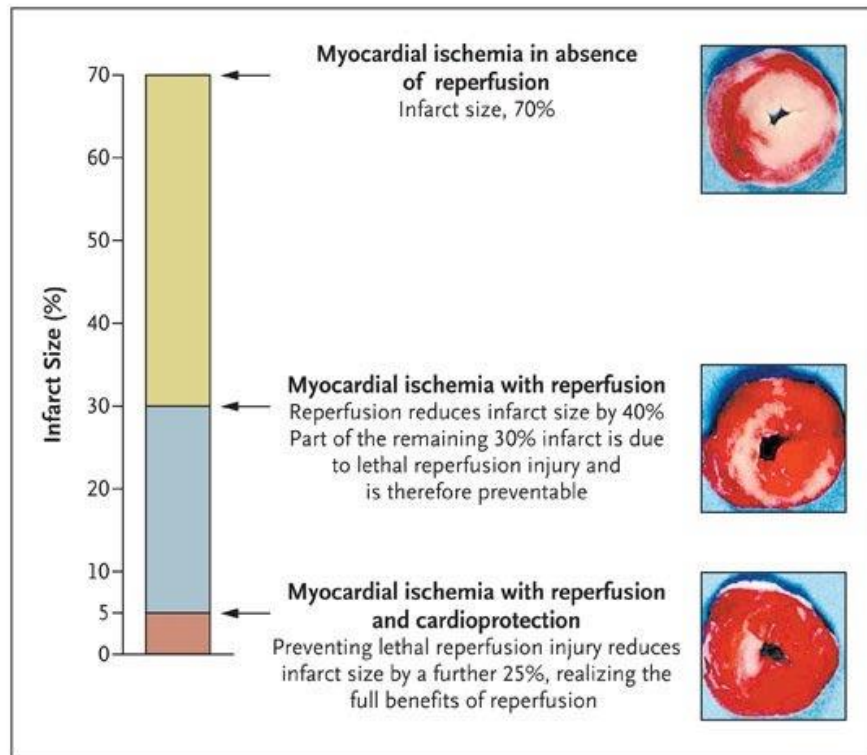 Infarct Size (%)
70
60
50
40
30
20
10
5
0
Myocardial ischemia in absence
of reperfusion
Infarct size, 70%
Myocardial ischemia with reperfusion
Reperfusion reduces infarct size by 40%
Part of the remaining 30% infarct is due
to lethal reperfusion injury and
is therefore preventable
Myocardial ischemia with reperfusion
and cardioprotection
Preventing lethal reperfusion injury reduces
infarct size by a further 25%, realizing the
full benefits of reperfusion